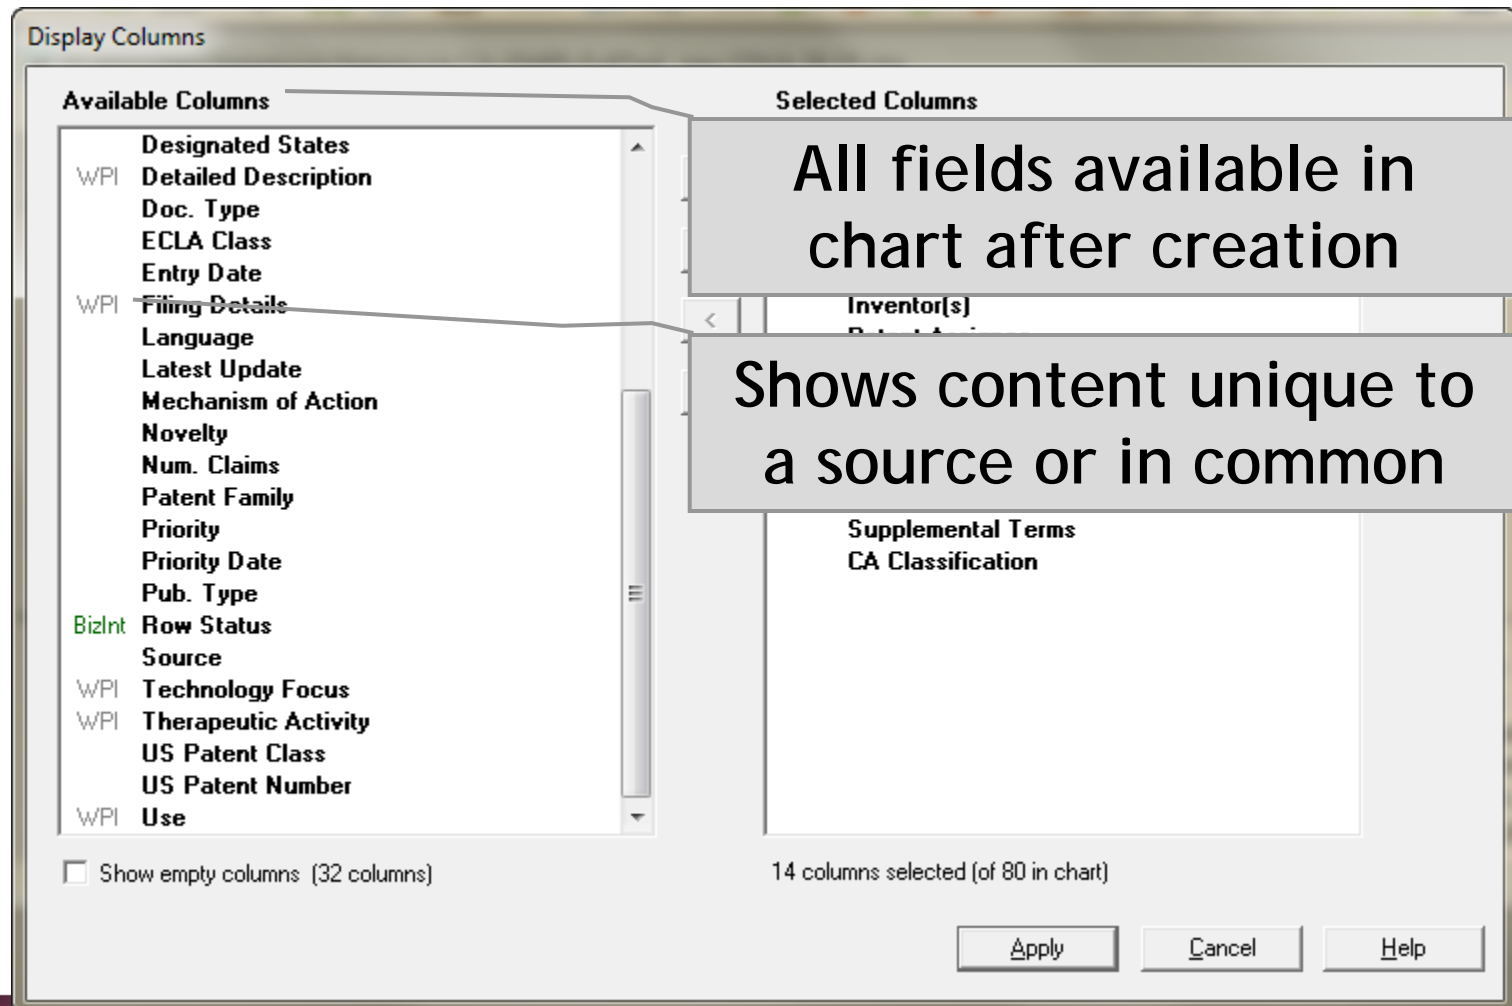 Display Columns
Available Columns
Selected Columns
Designated States
WPI Detailed Description
Doc. Type
ECLA Class
Entry Date
WPI Filing Details
Language
Latest Update
Mechanism of Action
Novelty
Num. Claims
Patent Family
Priority
Priority Date
Pub. Type
BizInt Row Status
Source
WPI Technology Focus
WPI Therapeutic Activity
US Patent Class
US Patent Number
WPI Use
<
All fields available in
chart after creation
Inventor(s)
Shows content unique to
a source or in common
Supplemental Terms
CA Classification
Show empty columns (32 columns)
14 columns selected (of 80 in chart)
Apply
Cancel
Help